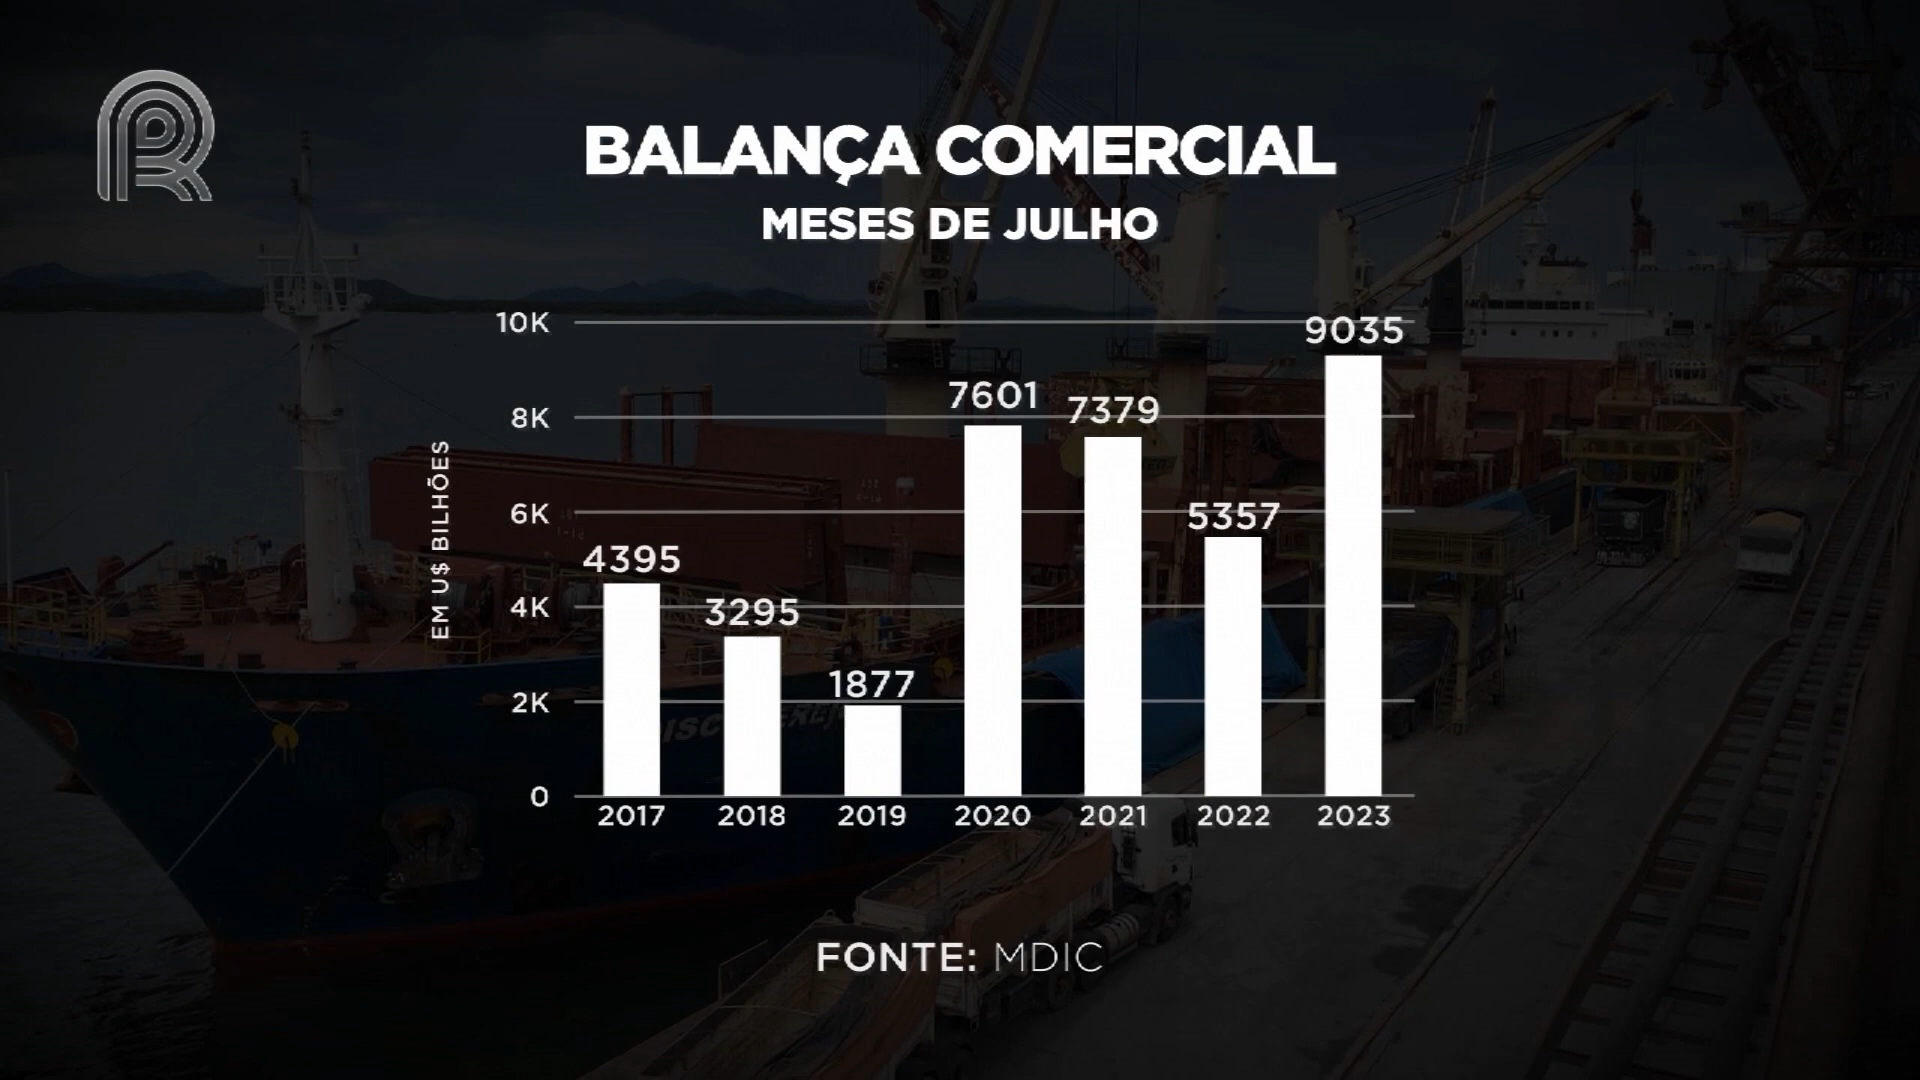 BALANÇA COMERCIAL
MESES DE JULHO
EM U$ BILHÕES
10K
8K
6K
4K
2K
0
4395
3295
1877
7601
7379
5357
9035
2017 2018 2019 2020 2021 2022 2023
FONTE: MDIC